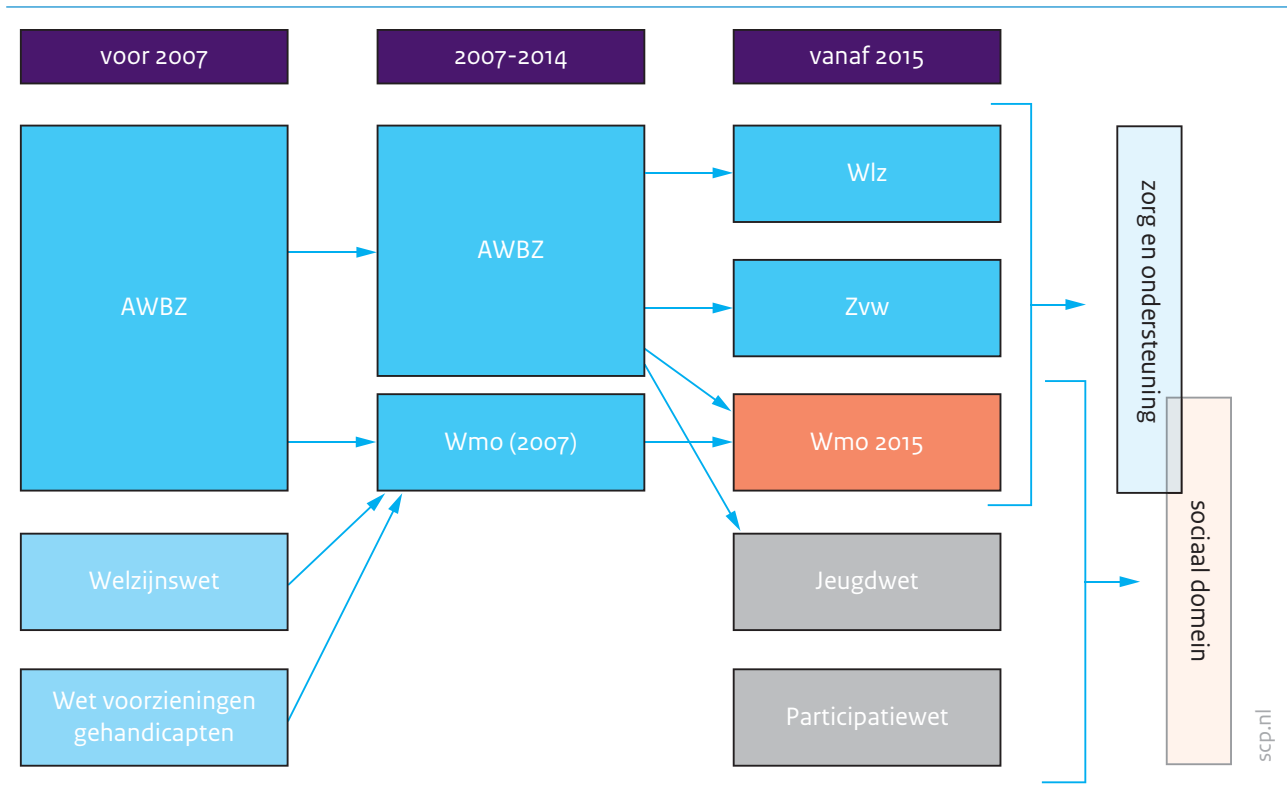 voor 2007
2007-2014
vanaf 2015
AWBZ
AWBZ
Wlz
Zvw
Wmo (2007)
Wmo 2015
Welzijnswet
Jeugdwet
Wet voorzieningen
gehandicapten
Participatiewet
zorg en ondersteuning
sociaal domein
scp.nl